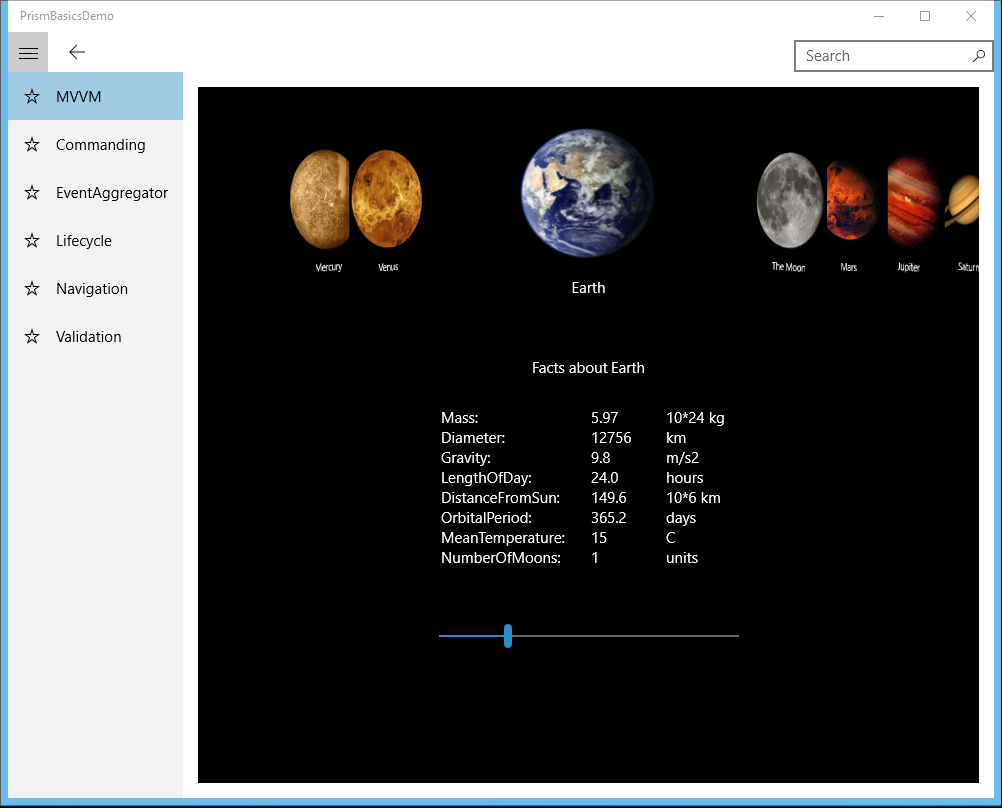 PrismBasicsDemo
Search
MVVM
Commanding
EventAggregator
Lifecycle
Navigation
Validation
Mercury Venus The Moon Mars Jupiter Saturn
Earth
Facts about Earth
Mass: 5.97 10*24 kg
Diameter: 12756 km
Gravity: 9.8 m/s2
LengthOfDay: 24.0 hours
DistanceFromSun: 149.6 10*6 km
OrbitalPeriod: 365.2 days
MeanTemperature: 15 C
NumberOfMoons: 1 units